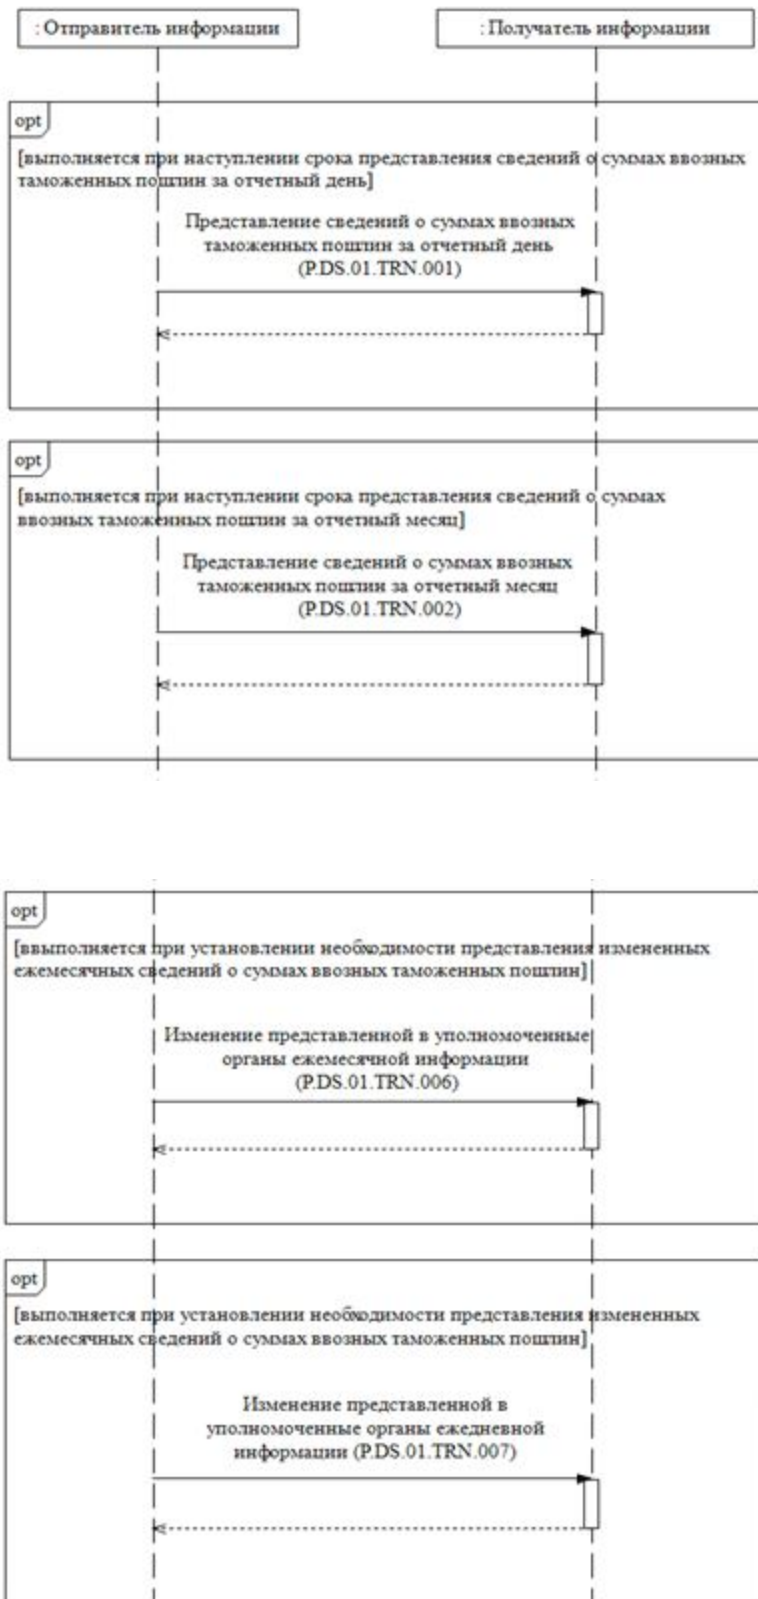 : Отправитель информации
: Получатель информации
opt
[выполняется при наступлении срока представления сведений о суммах ввозных
таможенных пошлин за отчетный день]
Представление сведений о суммах ввозных
таможенных пошлин за отчетный день
(P.DS.01.TRN.001)
opt
[выполняется при наступлении срока представления сведений о суммах
ввозных таможенных пошлин за отчетный месяц]
Представление сведений о суммах ввозных
таможенных пошлин за отчетный месяц
(P.DS.01.TRN.002)
opt
[ввыполняется при установлении необходимости представления измененных
ежемесячных сведений о суммах ввозных таможенных пошлин]
Изменение представленной в уполномоченные
органы ежемесячной информации
(P.DS.01.TRN.006)
opt
[выполняется при установлении необходимости представления измененных
ежемесячных сведений о суммах ввозных таможенных пошлин]
Изменение представленной в
уполномоченные органы ежедневной
информации (P.DS.01.TRN.007)